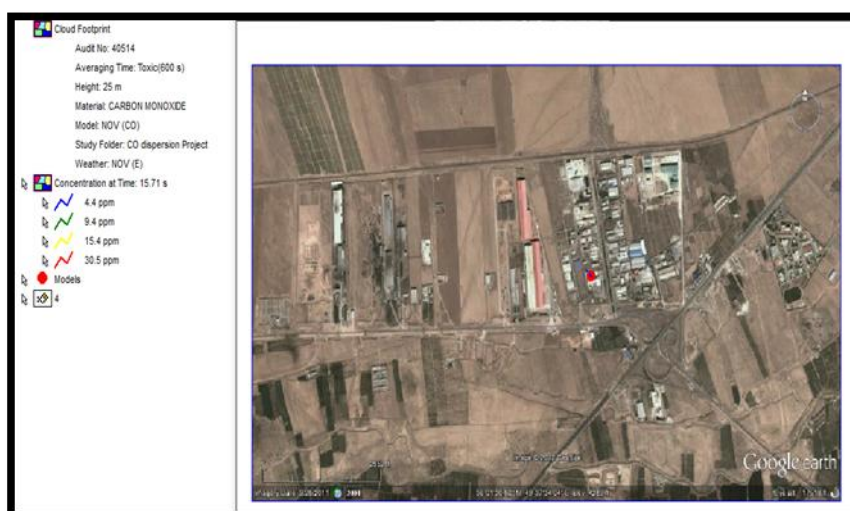 Cloud Footprint
Audit No: 40514
Averaging Time: Toxic(600 s)
Height: 25 m
Material: CARBON MONOXIDE
Model: NOV (CO)
Study Folder: CO dispersion Project
Weather: NOV (E)
Concentration at Time: 15.71 s
4.4 ppm
9.4 ppm
15.4 ppm
30.5 ppm
Models
4
Google earth